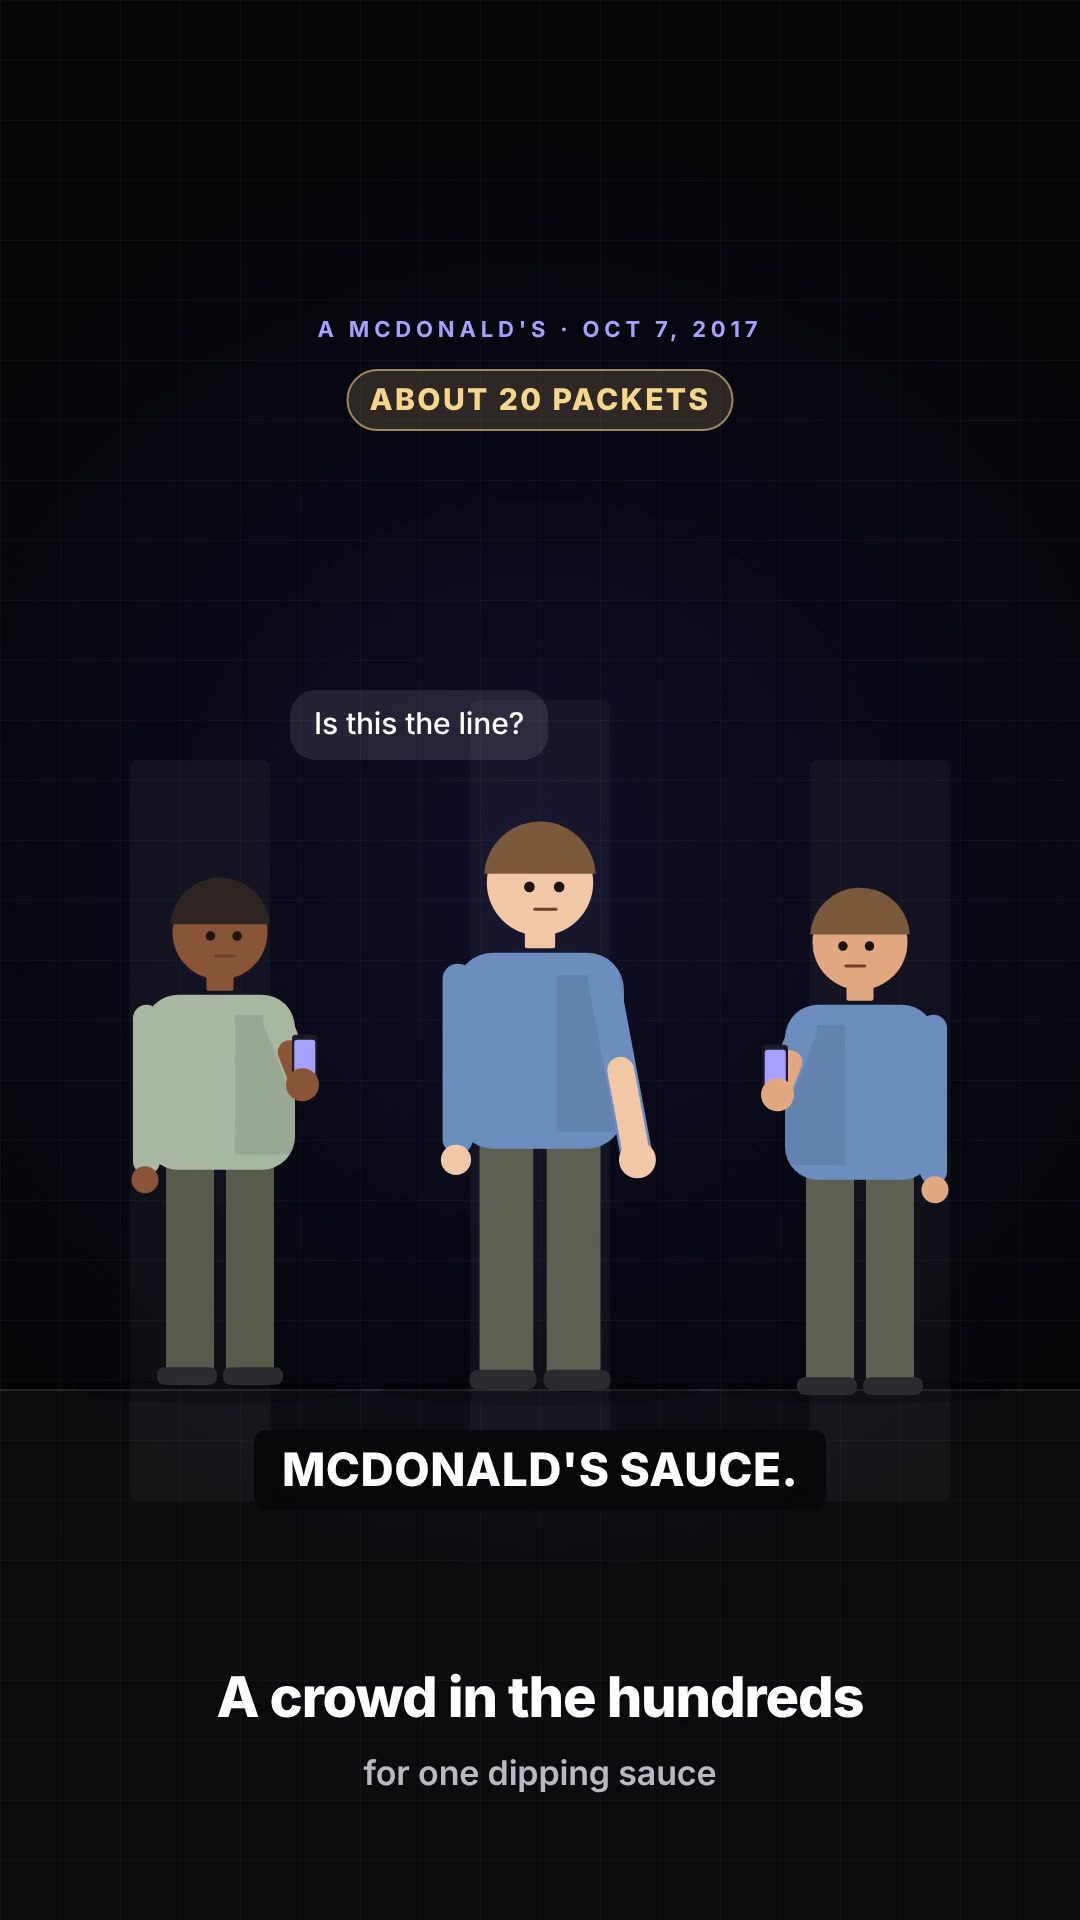 A MCDONALD'S · OCT 7, 2017
ABOUT 20 PACKETS
Is this the line?
MCDONALD'S SAUCE.
A crowd in the hundreds
for one dipping sauce